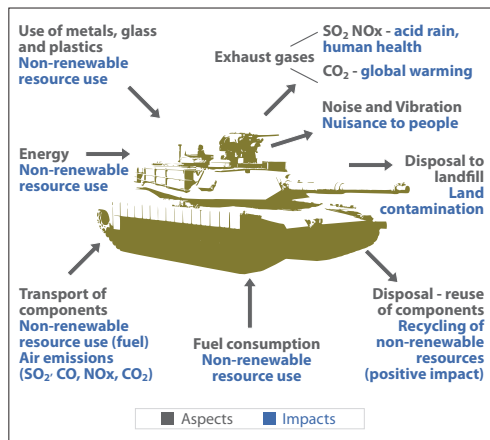 Use of metals, glass
and plastics
Non-renewable
resource use
Exhaust gases
SO₂ NOx - acid rain,
human health
CO₂ - global warming
Noise and Vibration
Nuisance to people
Energy
Non-renewable
resource use
Disposal to
landfill
Land
contamination
Transport of
components
Non-renewable
resource use (fuel)
Air emissions
(SO₂, CO, NOx, CO₂)
Fuel consumption
Non-renewable
resource use
Disposal - reuse
of components
Recycling of
non-renewable
resources
(positive impact)
Aspects
Impacts